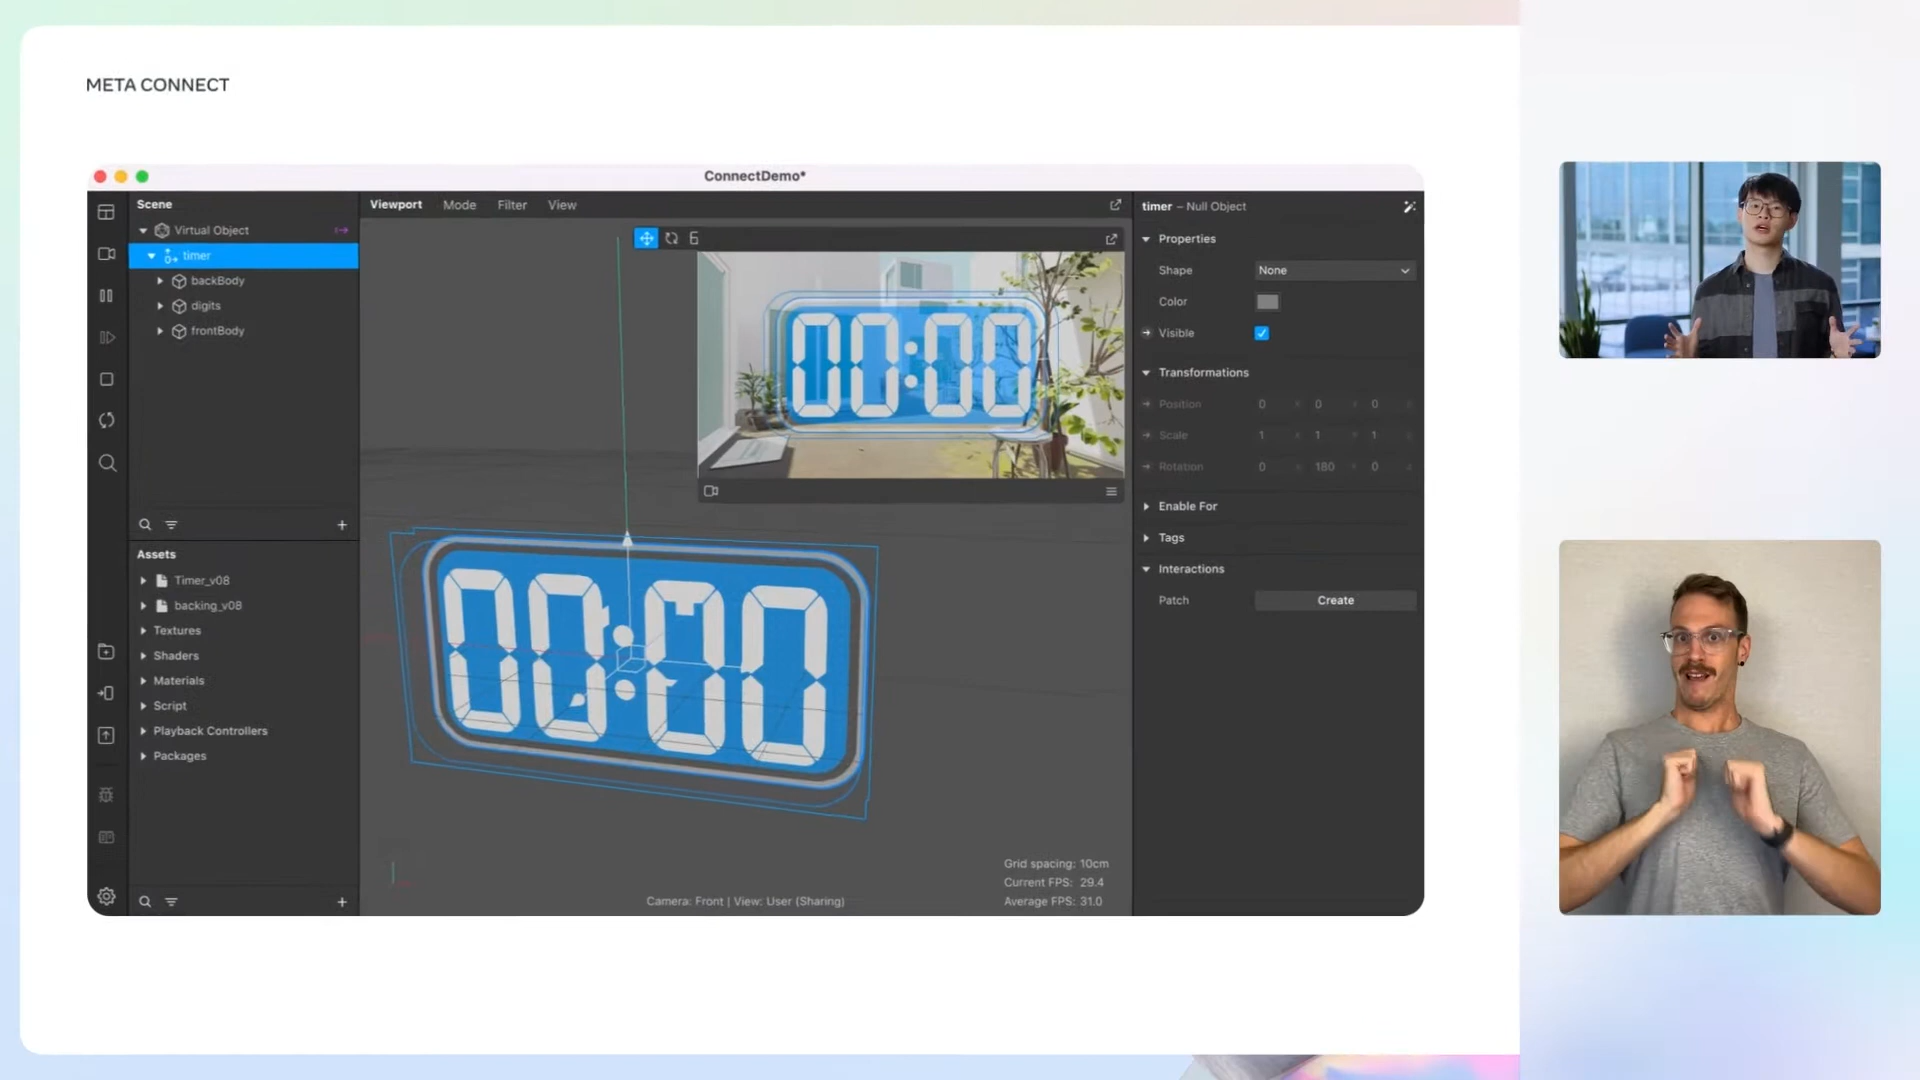 META CONNECT
ConnectDemo*
Scene
Virtual Object
timer
backBody
digits
frontBody
Assets
Timer_v08
backing_v08
Textures
Shaders
Materials
Script
Playback Controllers
Packages
Viewport Mode Filter View
00:00
00:00
Grid spacing: 10cm
Current FPS: 29.4
Average FPS: 31.0
Camera: Front | View: User (Sharing)
timer – Null Object
Properties
Shape None
Color
Visible
Transformations
Position 0 0 0
Scale 1 1 1
Rotation 0 180 0
Enable For
Tags
Interactions
Patch Create